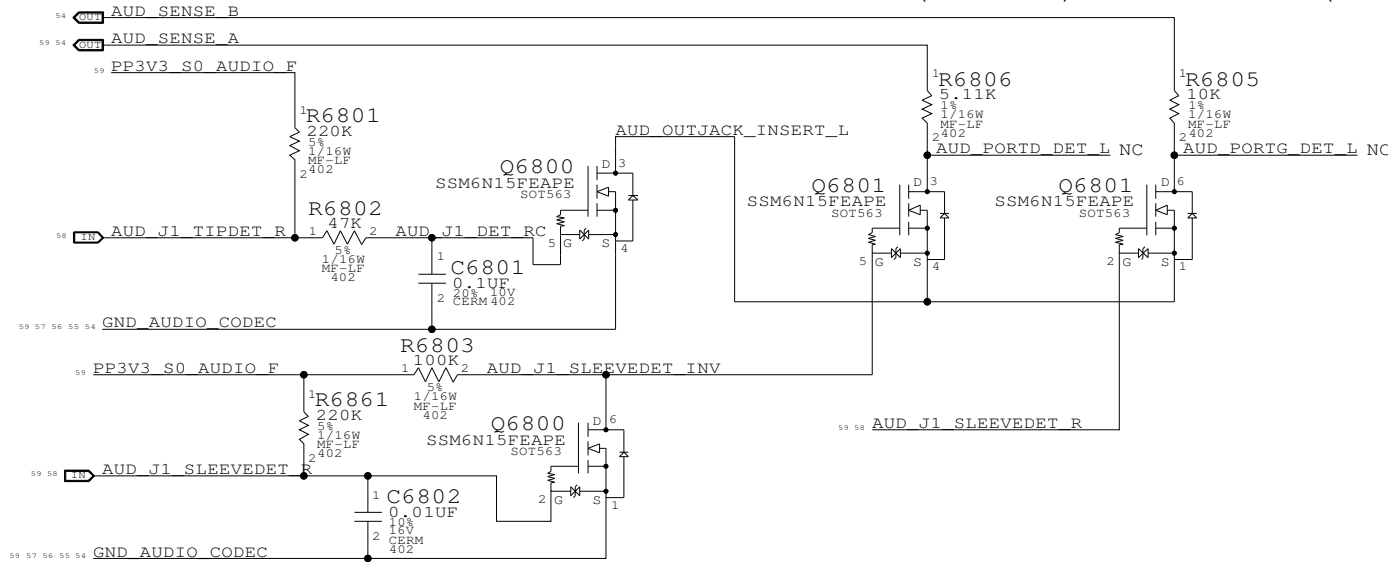 54 OUT AUD_SENSE_B
59 54 OUT AUD_SENSE_A
59 PP3V3_S0_AUDIO_F
1 R6801
220K
5%
1/16W
MF-LF
402
2
1 R6806
5.11K
1%
1/16W
MF-LF
402
2
1 R6805
10K
1%
1/16W
MF-LF
402
2
AUD_OUTJACK_INSERT_L
AUD_PORTD_DET_L NC
AUD_PORTG_DET_L NC
Q6800
SSM6N15FEAPE
SOT563
D 3
5 G S 4
Q6801
SSM6N15FEAPE
SOT563
D 3
5 G S 4
Q6801
SSM6N15FEAPE
SOT563
D 6
2 G S 1
58 IN AUD_J1_TIPDET_R
R6802
1 47K 2
5%
1/16W
MF-LF
402
AUD_J1_DET_RC
1 C6801
0.1UF
20% 10V
2 CERM 402
59 57 56 55 54 GND_AUDIO_CODEC
59 PP3V3_S0_AUDIO_F
R6803
100K
1 2
5%
1/16W
MF-LF
402
AUD_J1_SLEEVEDET_INV
1 R6861
220K
5%
1/16W
MF-LF
402
2
Q6800
SSM6N15FEAPE
SOT563
D 6
2 G S 1
59 58 AUD_J1_SLEEVEDET_R
59 58 IN AUD_J1_SLEEVEDET_R
1 C6802
0.01UF
10%
16V
2 CERM
402
59 57 56 55 54 GND_AUDIO_CODEC